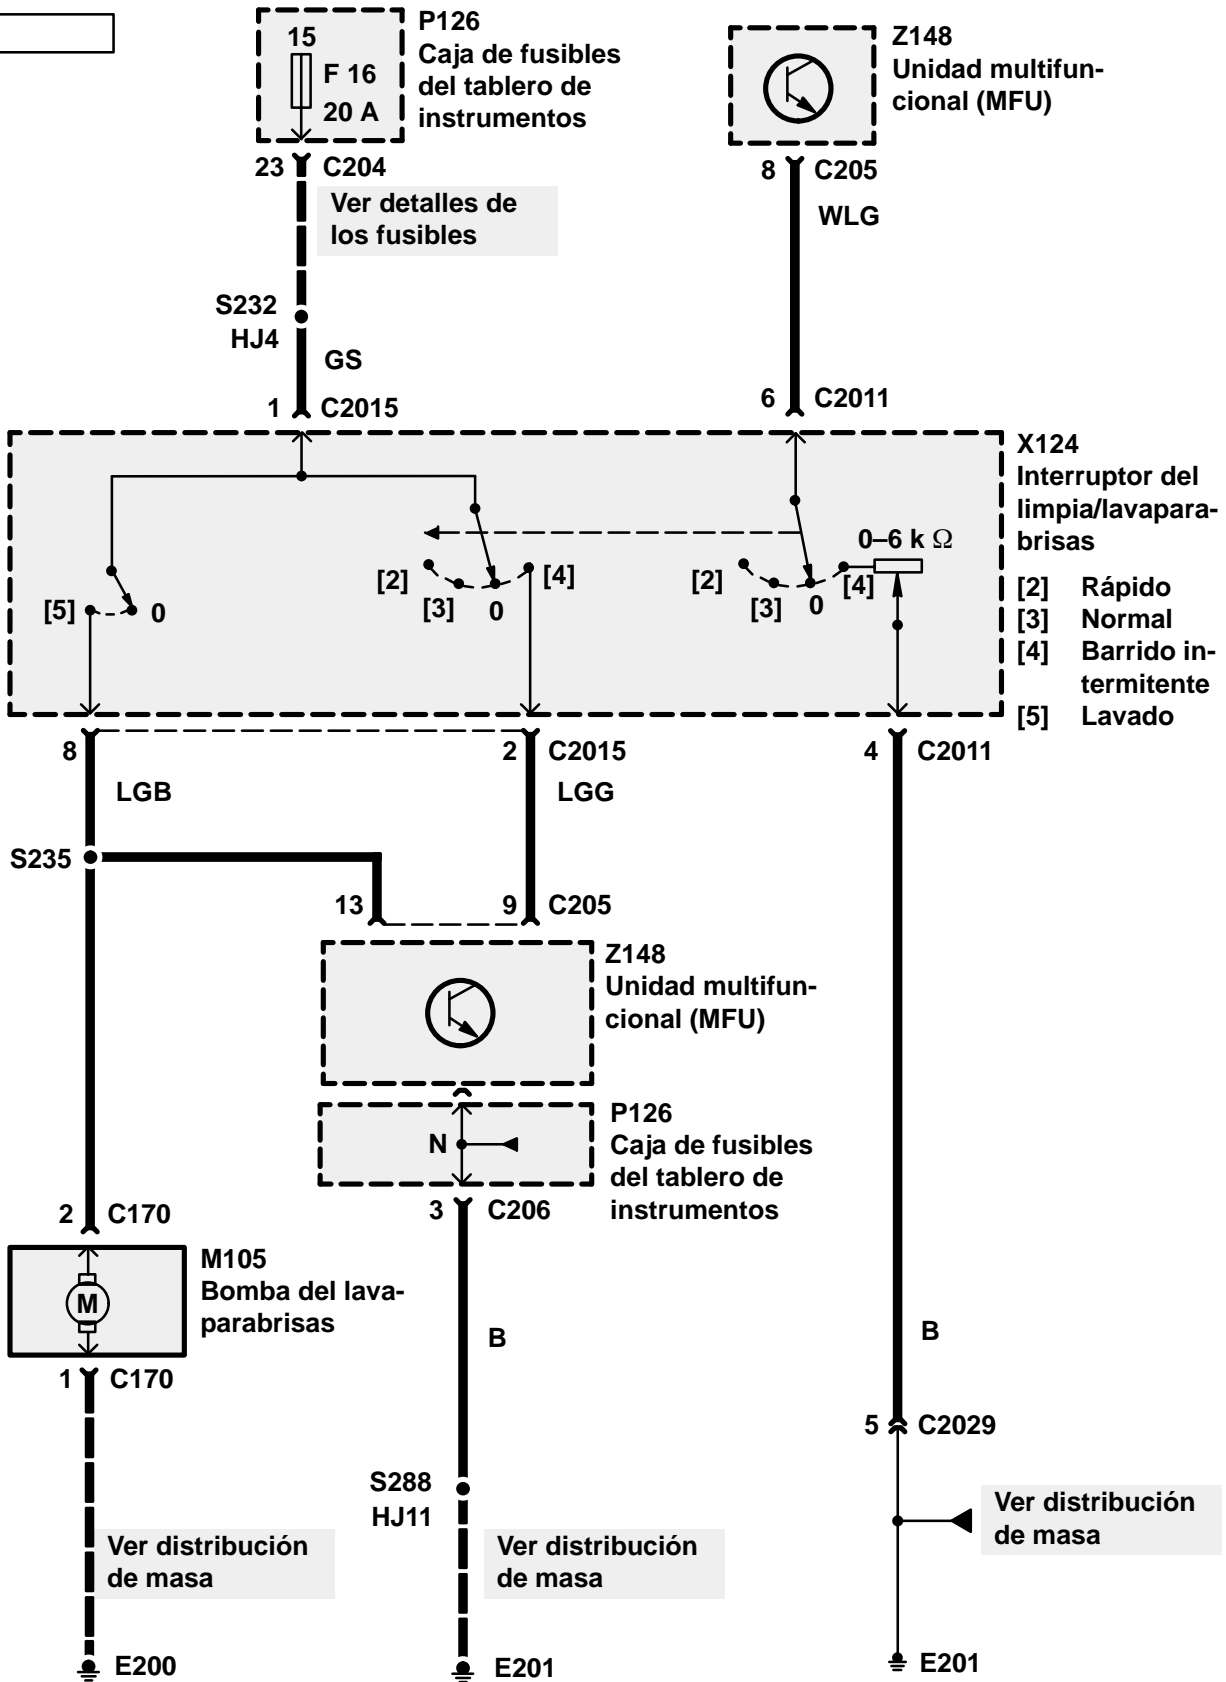 P126
Caja de fusibles
del tablero de
instrumentos
15
F 16
20 A
Z148
Unidad multifun-
cional (MFU)
23 C204
8 C205
Ver detalles de
los fusibles
WLG
S232
HJ4
GS
1 C2015
6 C2011
X124
Interruptor del
limpia/lavapara-
brisas
[2] Rápido
[3] Normal
[4] Barrido in-
termitente
[5] Lavado
0–6 k Ω
[5] 0
[2] [3] 0 [4]
[2] [3] 0 [4]
8
2 C2015
4 C2011
LGB
LGG
S235
13
9 C205
Z148
Unidad multifun-
cional (MFU)
P126
Caja de fusibles
del tablero de
instrumentos
N
2 C170
3 C206
M105
Bomba del lava-
parabrisas
M
B
B
1 C170
5 C2029
S288
HJ11
Ver distribución
de masa
Ver distribución
de masa
Ver distribución
de masa
E200
E201
E201